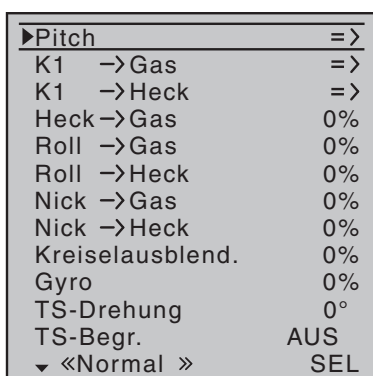 ▶Pitch =>
K1 –>Gas =>
K1 –>Heck =>
Heck–>Gas 0%
Roll –>Gas 0%
Roll –>Heck 0%
Nick –>Gas 0%
Nick –>Heck 0%
Kreiselausblend. 0%
Gyro 0%
TS-Drehung 0°
TS-Begr. AUS
▼ «Normal » SEL